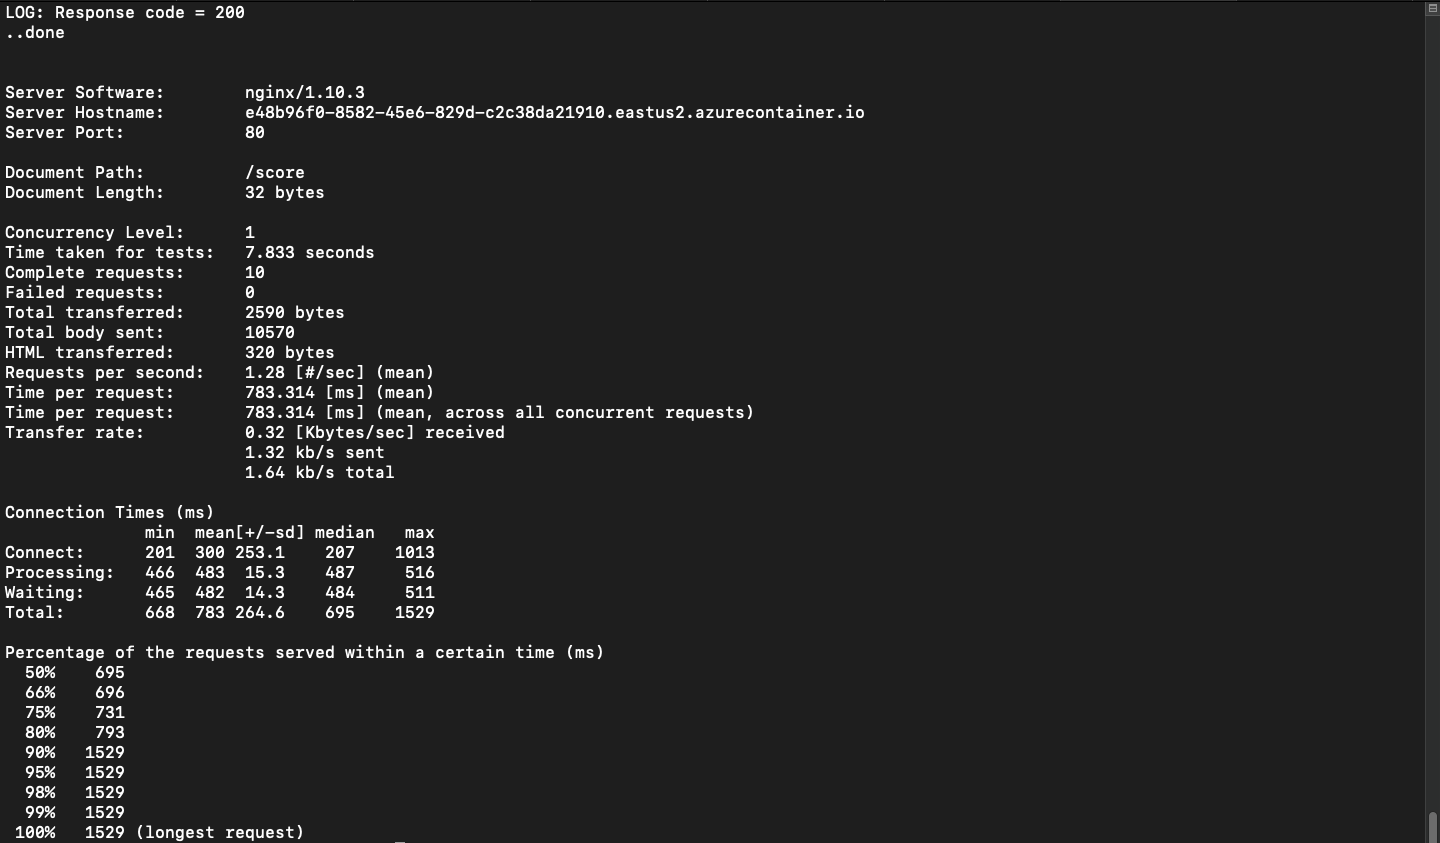 LOG: Response code = 200
..done
Server Software:        nginx/1.10.3
Server Hostname:        e48b96f0-8582-45e6-829d-c2c38da21910.eastus2.azurecontainer.io
Server Port:            80
Document Path:          /score
Document Length:        32 bytes
Concurrency Level:      1
Time taken for tests:   7.833 seconds
Complete requests:      10
Failed requests:        0
Total transferred:      2590 bytes
Total body sent:        10570
HTML transferred:       320 bytes
Requests per second:    1.28 [#/sec] (mean)
Time per request:       783.314 [ms] (mean)
Time per request:       783.314 [ms] (mean, across all concurrent requests)
Transfer rate:          0.32 [Kbytes/sec] received
                        1.32 kb/s sent
                        1.64 kb/s total
Connection Times (ms)
              min  mean[+/-sd] median   max
Connect:      201  300 253.1    207    1013
Processing:   466  483  15.3    487     516
Waiting:      465  482  14.3    484     511
Total:        668  783 264.6    695    1529
Percentage of the requests served within a certain time (ms)
  50%    695
  66%    696
  75%    731
  80%    793
  90%   1529
  95%   1529
  98%   1529
  99%   1529
 100%   1529 (longest request)